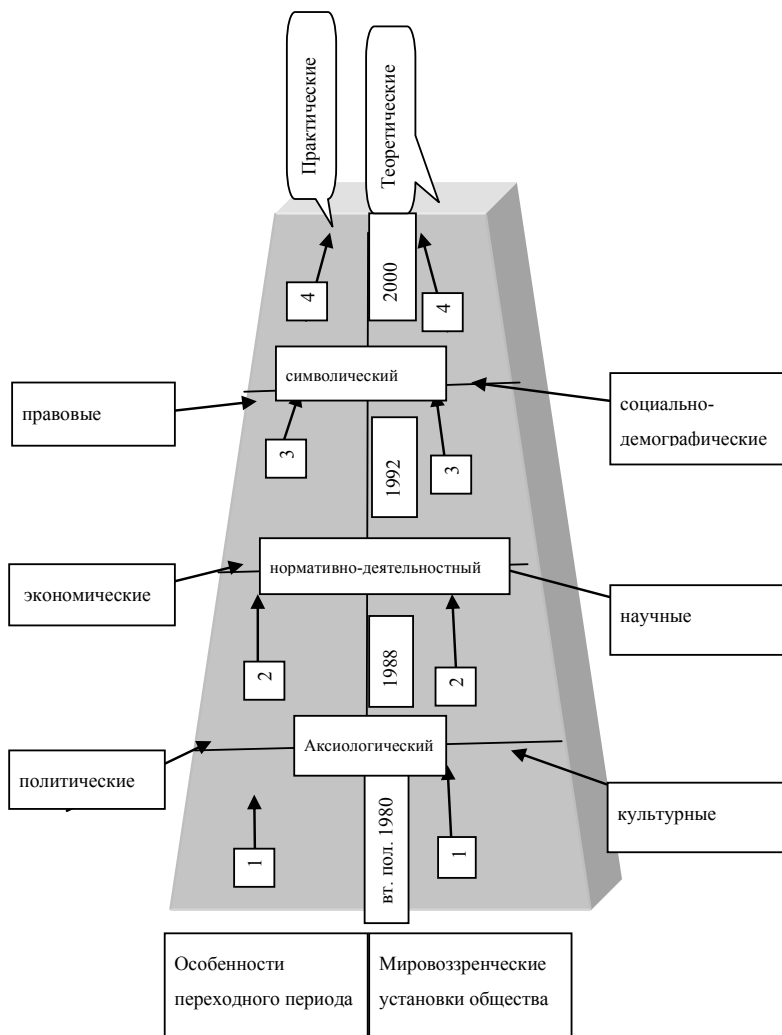 Практические
Теоретические
2000
4
4
символический
правовые
социально-
демографические
3
3
1992
нормативно-деятельностный
экономические
научные
2
2
1988
Аксиологический
политические
культурные
1
1
вт. пол. 1980
Особенности
переходного периода
Мировоззренческие
установки общества